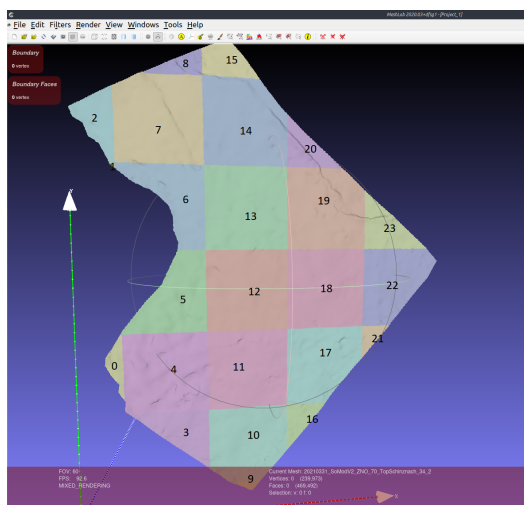 MeshLab 2020.03+dfsg1 - [Project_1]
File Edit Filters Render View Windows Tools Help
Boundary
0 vertex
Boundary Faces
0 vertex
8
15
2
7
14
20
1
6
19
13
23
Y
22
12
18
5
21
17
11
0
4
16
3
10
9
FOV: 60
FPS: 92.6
MIXED_RENDERING
Current Mesh: 20210331_SoModV2_ZNO_70_TopSchinznach_34_2
Vertices: 0 (239,973)
Faces: 0 (469,492)
Selection: v: 0 f: 0
X